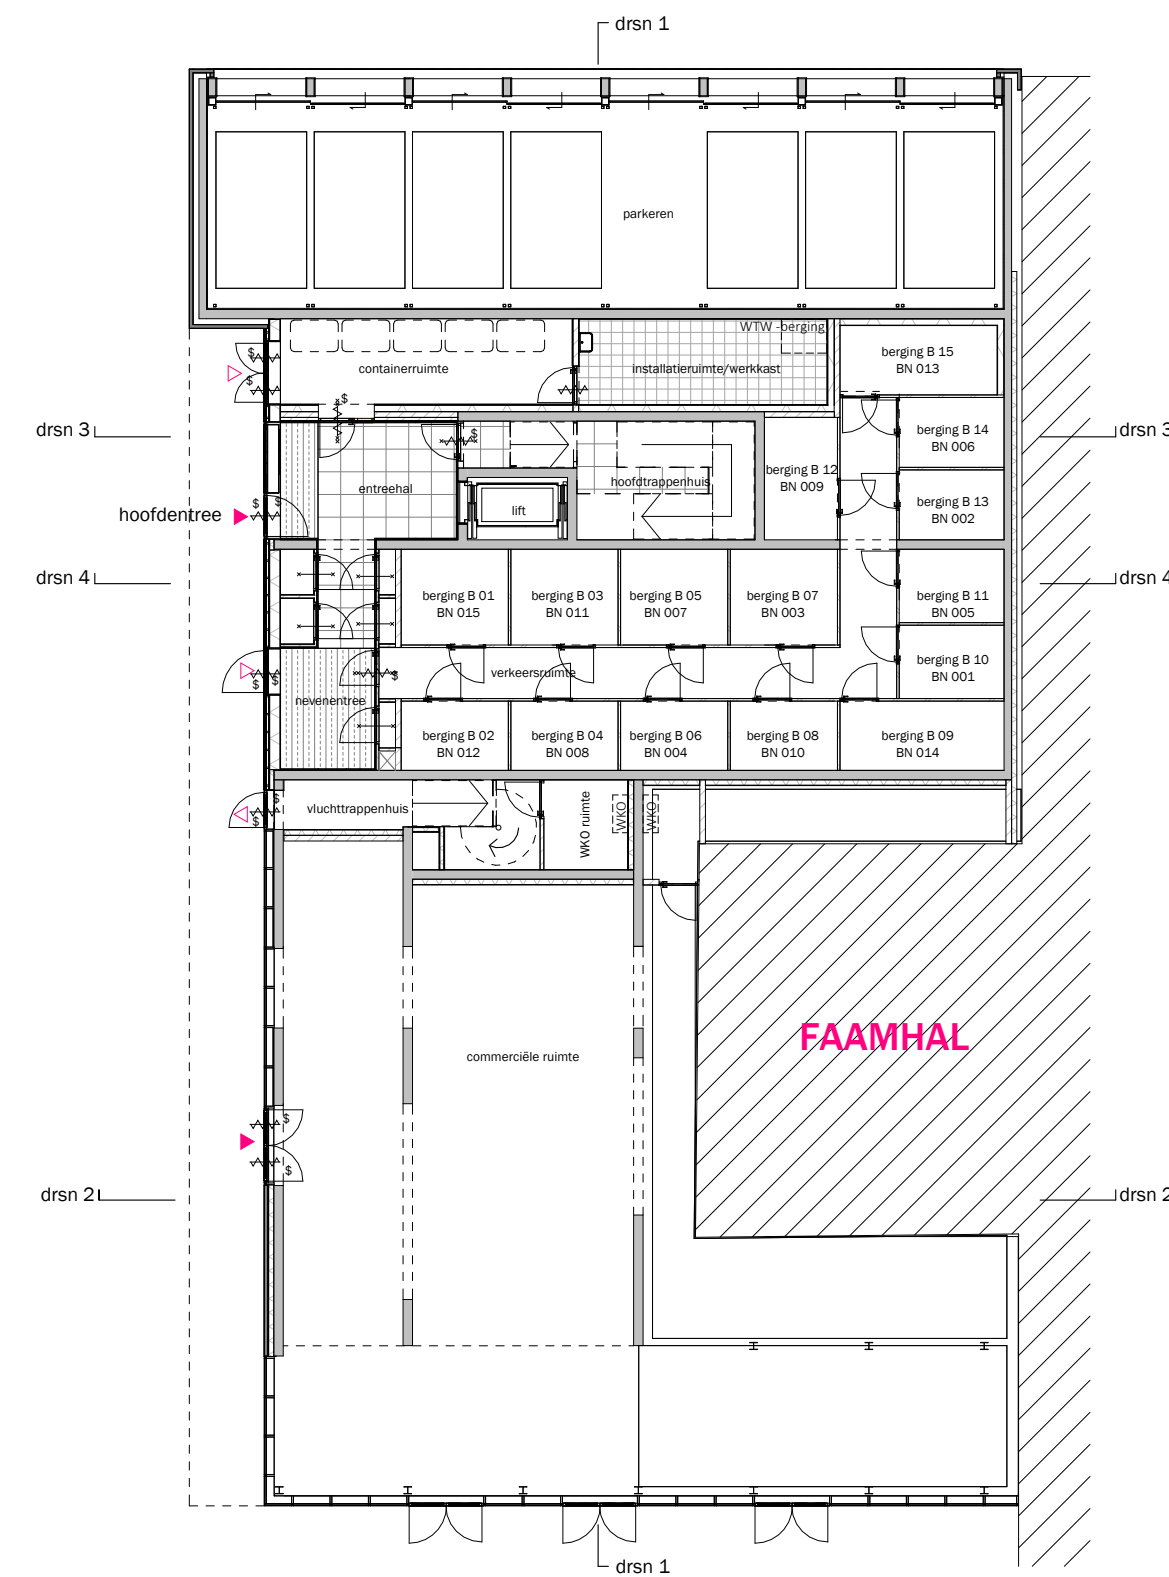 drsn 1
parkeren
WTW -berging
containerruimte
installatieruimte/werkkast
berging B 15
BN 013
drsn 3
drsn 3
berging B 14
BN 006
berging B 12
BN 009
hoofdtrappenhuis
entreehal
lift
berging B 13
BN 002
hoofdentree
drsn 4
drsn 4
berging B 01
BN 015
berging B 03
BN 011
berging B 05
BN 007
berging B 07
BN 003
berging B 11
BN 005
verkeersruimte
berging B 10
BN 001
nevenentree
berging B 02
BN 012
berging B 04
BN 008
berging B 06
BN 004
berging B 08
BN 010
berging B 09
BN 014
vluchttrappenhuis
WKO ruimte
WKO
WKO
FAAMHAL
commerciële ruimte
drsn 2
drsn 2
drsn 1